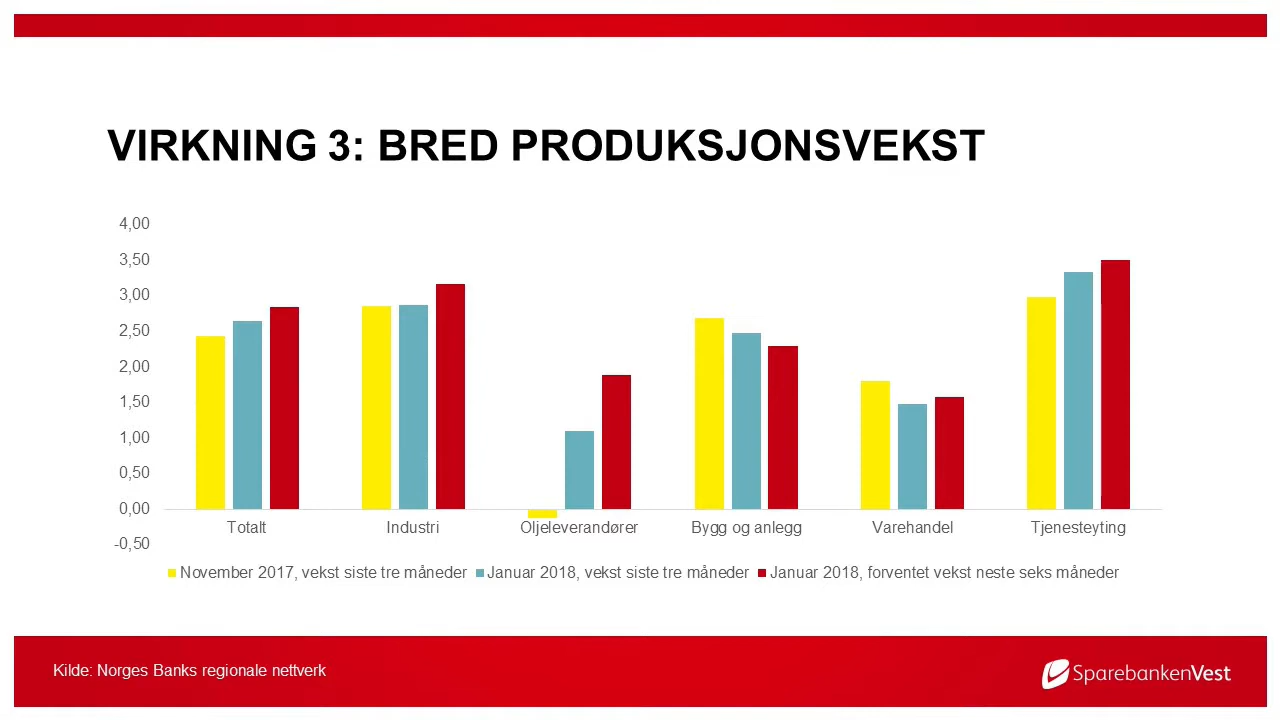 VIRKNING 3: BRED PRODUKSJONSVEKST
4,00
3,50
3,00
2,50
2,00
1,50
1,00
0,50
0,00
-0,50
Totalt Industri Oljeleverandører Bygg og anlegg Varehandel Tjenesteyting
November 2017, vekst siste tre måneder Januar 2018, vekst siste tre måneder Januar 2018, forventet vekst neste seks måneder
Kilde: Norges Banks regionale nettverk
SparebankenVest